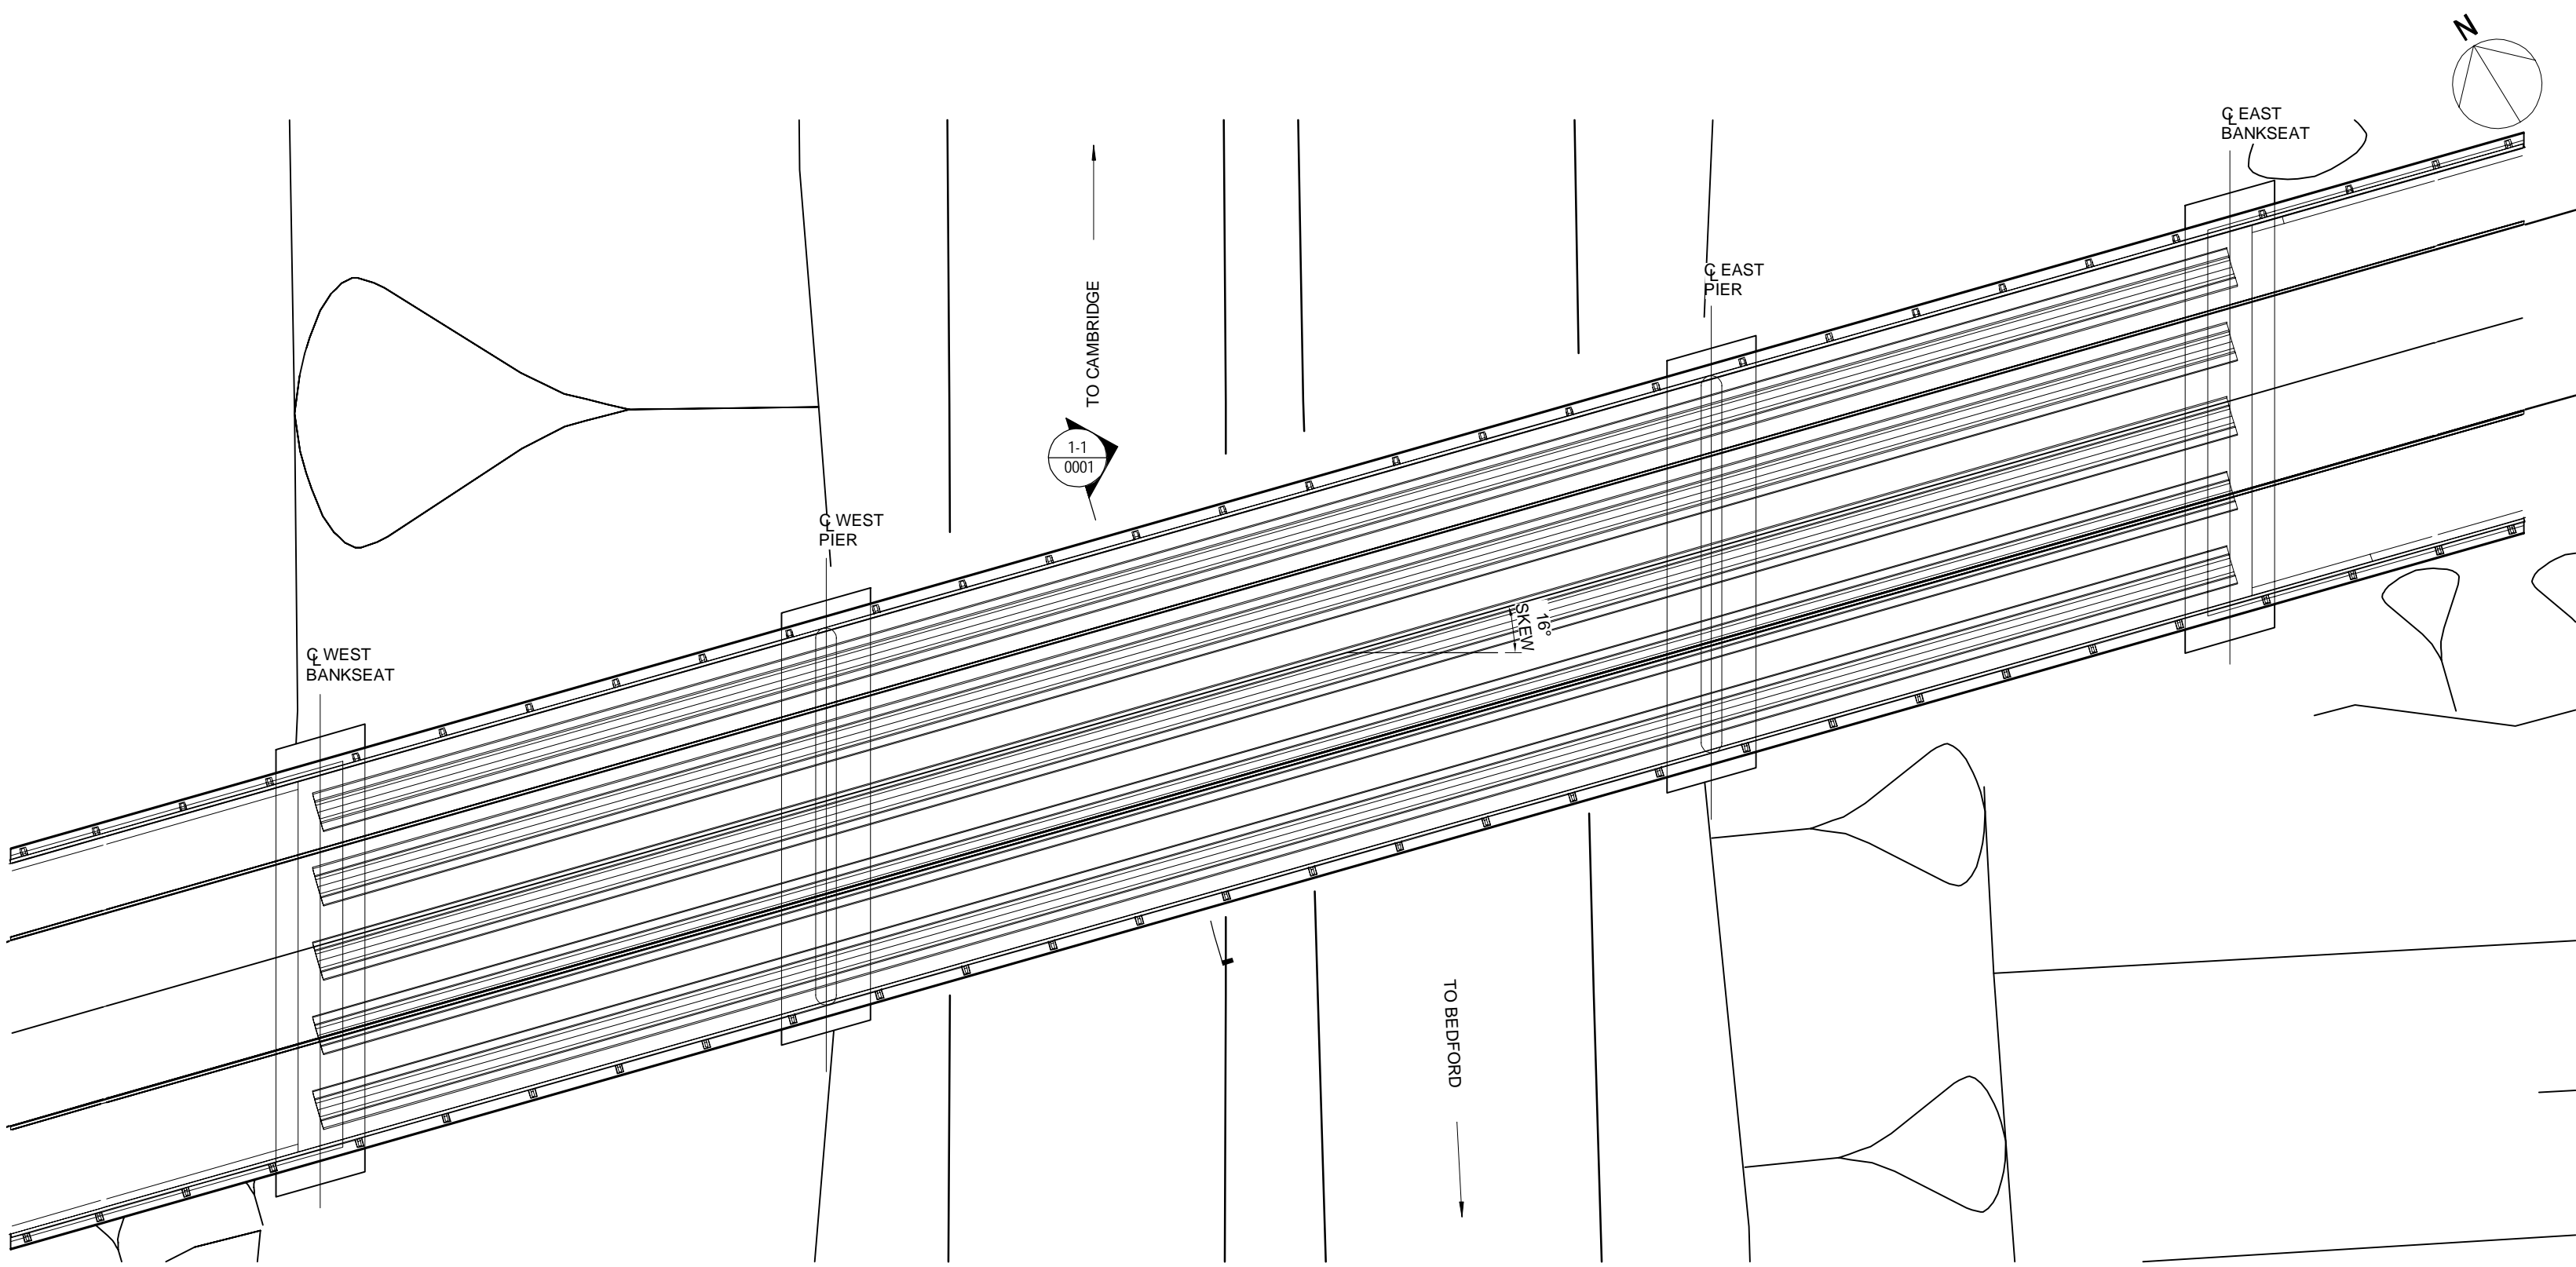 N
℄ EAST
BANKSEAT
℄ EAST
PIER
TO CAMBRIDGE
1-1
0001
℄ WEST
PIER
16°
SKEW
℄ WEST
BANKSEAT
TO BEDFORD